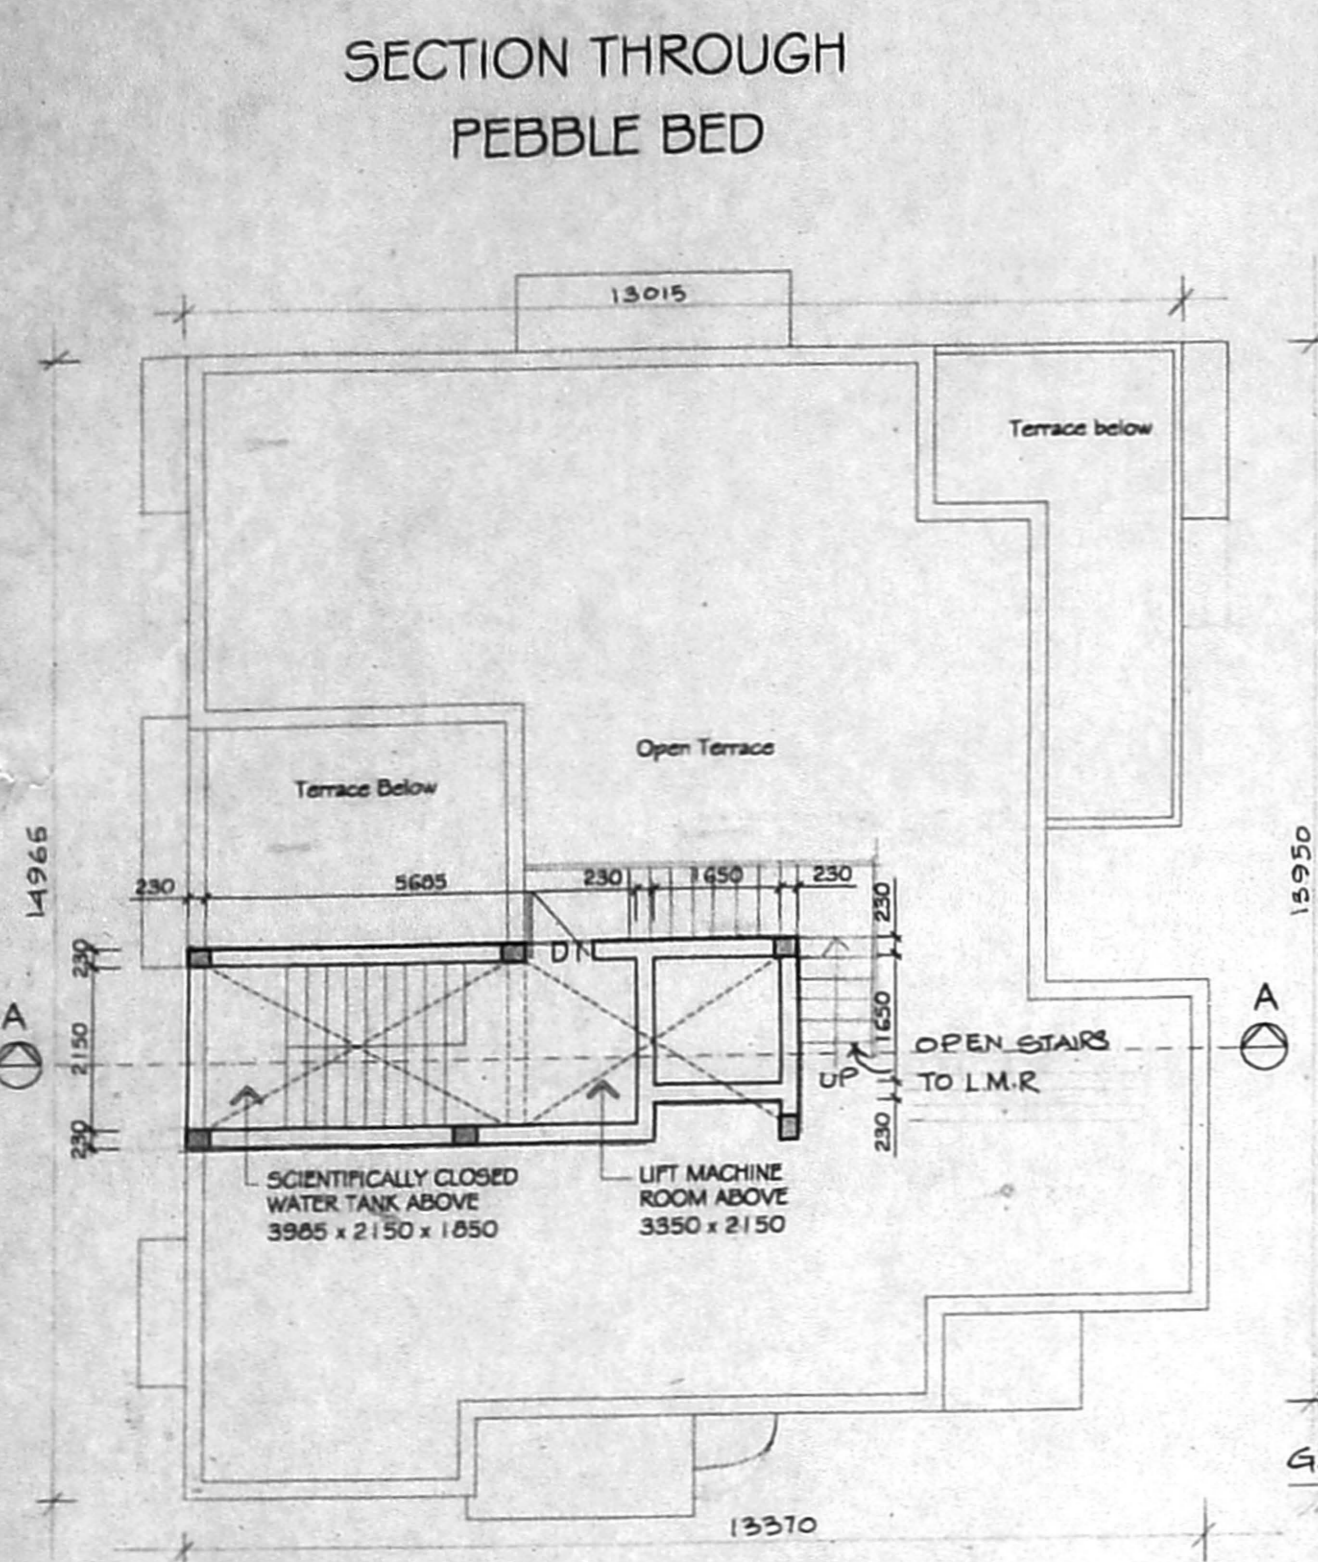 SECTION THROUGH
PEBBLE BED
13015
Terrace below
Open Terrace
Terrace Below
14965
13950
230
5685
230
1650
230
230
230
DN
A
A
2150
1650
OPEN STAIRS
TO L.M.R
UP
230
230
SCIENTIFICALLY CLOSED
WATER TANK ABOVE
3985 x 2150 x 1850
LIFT MACHINE
ROOM ABOVE
3350 x 2150
G
13370